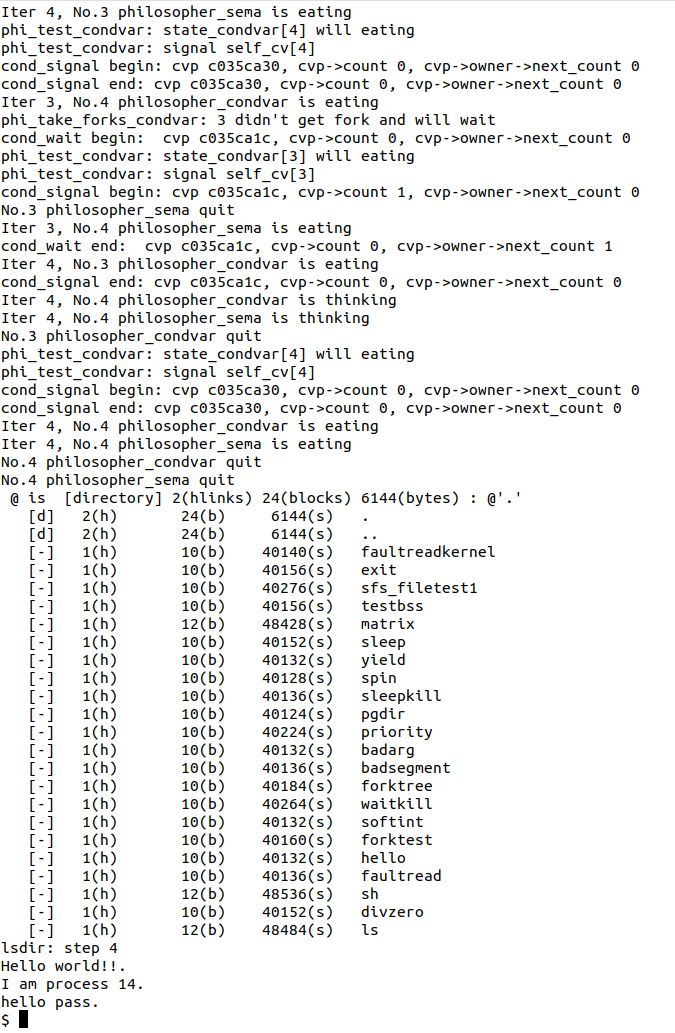 Iter 4, No.3 philosopher_sema is eating
phi_test_condvar: state_condvar[4] will eating
phi_test_condvar: signal self_cv[4]
cond_signal begin: cvp c035ca30, cvp->count 0, cvp->owner->next_count 0
cond_signal end: cvp c035ca30, cvp->count 0, cvp->owner->next_count 0
Iter 3, No.4 philosopher_condvar is eating
phi_take_forks_condvar: 3 didn't get fork and will wait
cond_wait begin:  cvp c035ca1c, cvp->count 0, cvp->owner->next_count 0
phi_test_condvar: state_condvar[3] will eating
phi_test_condvar: signal self_cv[3]
cond_signal begin: cvp c035ca1c, cvp->count 1, cvp->owner->next_count 0
No.3 philosopher_sema quit
Iter 3, No.4 philosopher_sema is eating
cond_wait end:  cvp c035ca1c, cvp->count 0, cvp->owner->next_count 1
Iter 4, No.3 philosopher_condvar is eating
cond_signal end: cvp c035ca1c, cvp->count 0, cvp->owner->next_count 0
Iter 4, No.4 philosopher_condvar is thinking
Iter 4, No.4 philosopher_sema is thinking
No.3 philosopher_condvar quit
phi_test_condvar: state_condvar[4] will eating
phi_test_condvar: signal self_cv[4]
cond_signal begin: cvp c035ca30, cvp->count 0, cvp->owner->next_count 0
cond_signal end: cvp c035ca30, cvp->count 0, cvp->owner->next_count 0
Iter 4, No.4 philosopher_condvar is eating
Iter 4, No.4 philosopher_sema is eating
No.4 philosopher_condvar quit
No.4 philosopher_sema quit
 @ is  [directory] 2(hlinks) 24(blocks) 6144(bytes) : @'.'
   [d]   2(h)       24(b)     6144(s)   .
   [d]   2(h)       24(b)     6144(s)   ..
   [-]   1(h)       10(b)    40140(s)   faultreadkernel
   [-]   1(h)       10(b)    40156(s)   exit
   [-]   1(h)       10(b)    40276(s)   sfs_filetest1
   [-]   1(h)       10(b)    40156(s)   testbss
   [-]   1(h)       12(b)    48428(s)   matrix
   [-]   1(h)       10(b)    40152(s)   sleep
   [-]   1(h)       10(b)    40132(s)   yield
   [-]   1(h)       10(b)    40128(s)   spin
   [-]   1(h)       10(b)    40136(s)   sleepkill
   [-]   1(h)       10(b)    40124(s)   pgdir
   [-]   1(h)       10(b)    40224(s)   priority
   [-]   1(h)       10(b)    40132(s)   badarg
   [-]   1(h)       10(b)    40136(s)   badsegment
   [-]   1(h)       10(b)    40184(s)   forktree
   [-]   1(h)       10(b)    40264(s)   waitkill
   [-]   1(h)       10(b)    40132(s)   softint
   [-]   1(h)       10(b)    40160(s)   forktest
   [-]   1(h)       10(b)    40132(s)   hello
   [-]   1(h)       10(b)    40136(s)   faultread
   [-]   1(h)       12(b)    48536(s)   sh
   [-]   1(h)       10(b)    40152(s)   divzero
   [-]   1(h)       12(b)    48484(s)   ls
lsdir: step 4
Hello world!!.
I am process 14.
hello pass.
$